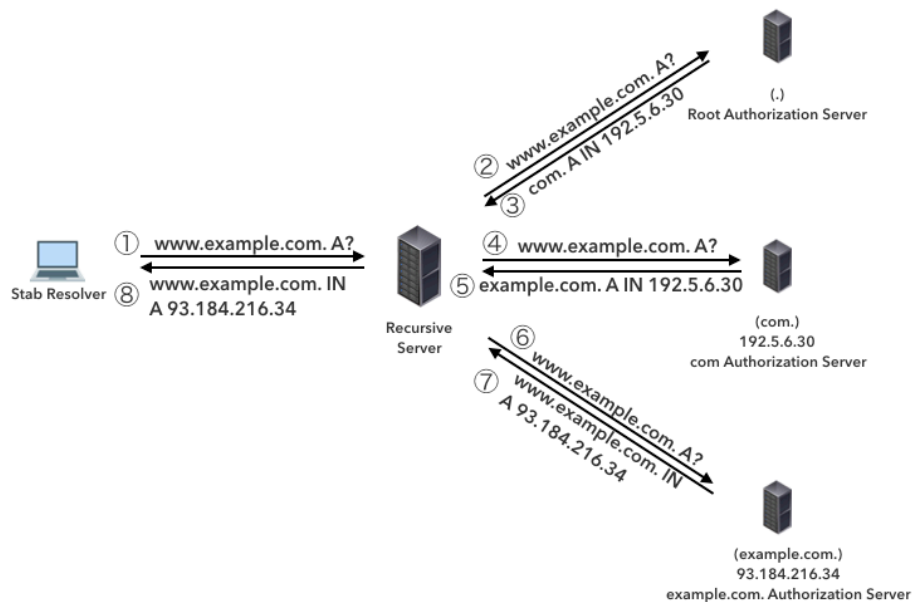 (.)
Root Authorization Server
② www.example.com. A?
③ com. A IN 192.5.6.30
① www.example.com. A?
⑧ www.example.com. IN
A 93.184.216.34
Stab Resolver
Recursive
Server
④ www.example.com. A?
⑤ example.com. A IN 192.5.6.30
(com.)
192.5.6.30
com Authorization Server
⑥ www.example.com. A?
⑦ www.example.com. IN
A 93.184.216.34
(example.com.)
93.184.216.34
example.com. Authorization Server